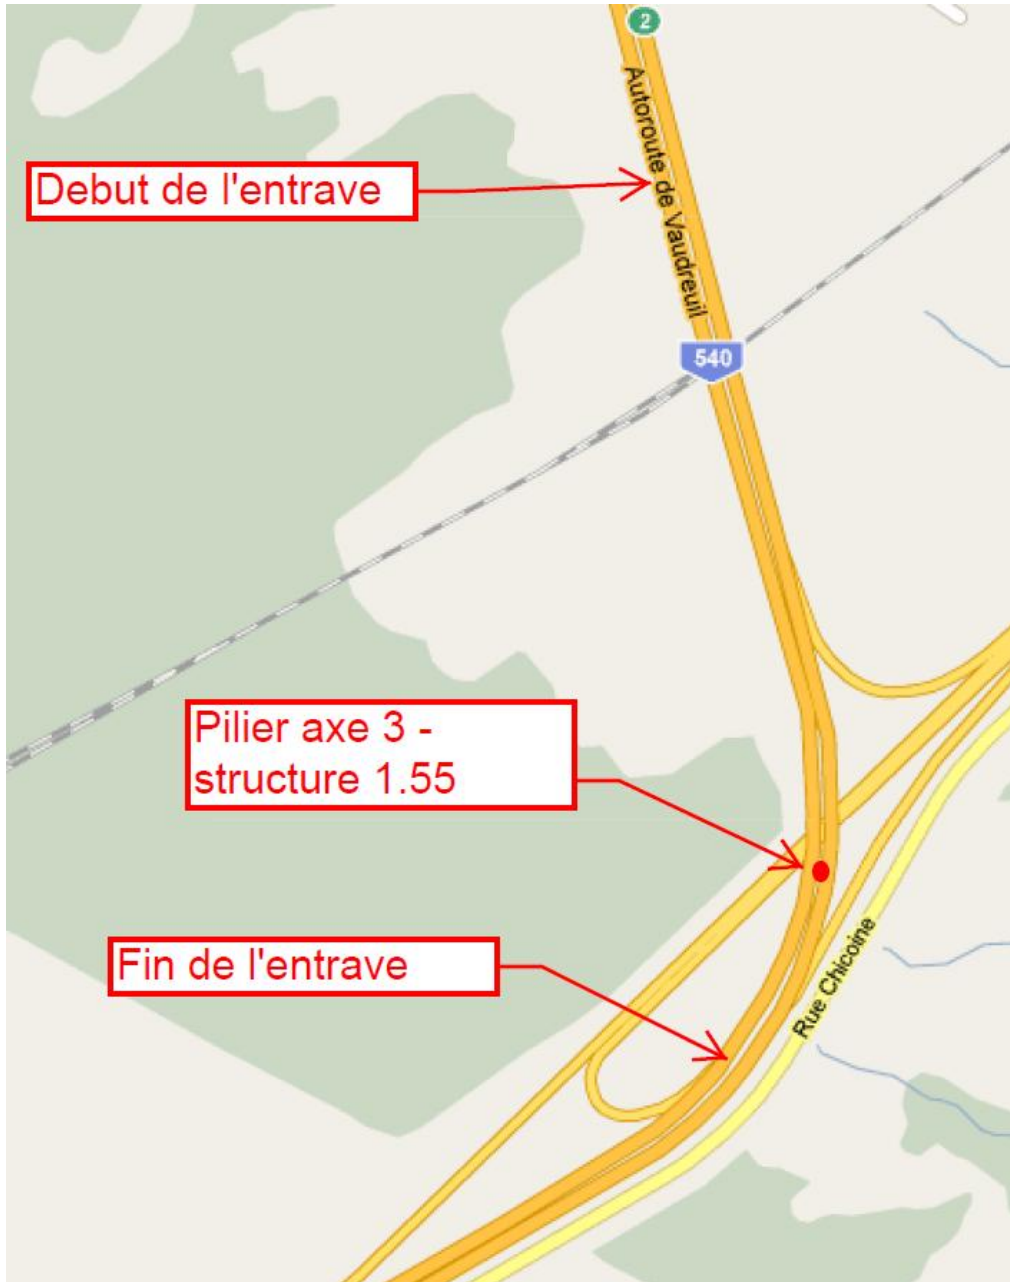 2
Autoroute de Vaudreuil
Debut de l'entrave
540
Pilier axe 3 -
structure 1.55
Fin de l'entrave
Rue Chicoine